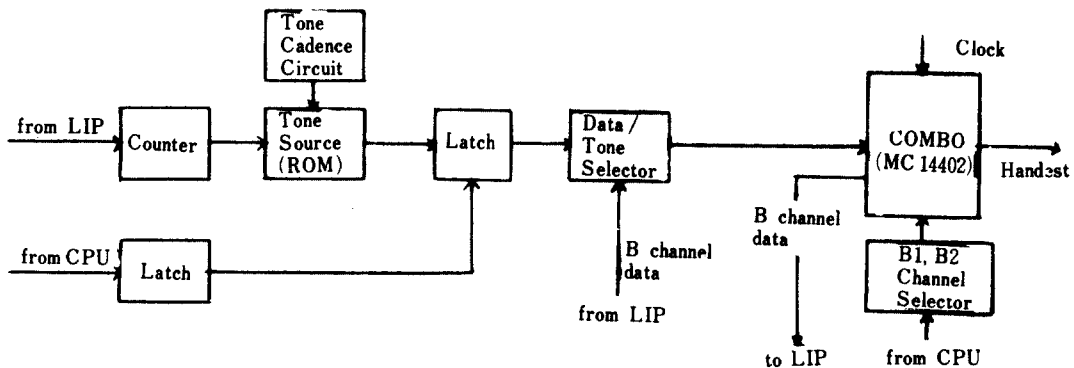 Tone
Cadence
Circuit
Clock
from LIP
Counter
Tone
Source
(ROM)
Latch
Data /
Tone
Selector
COMBO
(MC 14402)
Handest
B channel
data
from CPU
Latch
B channel
data
from LIP
B1, B2
Channel
Selector
to LIP
from CPU